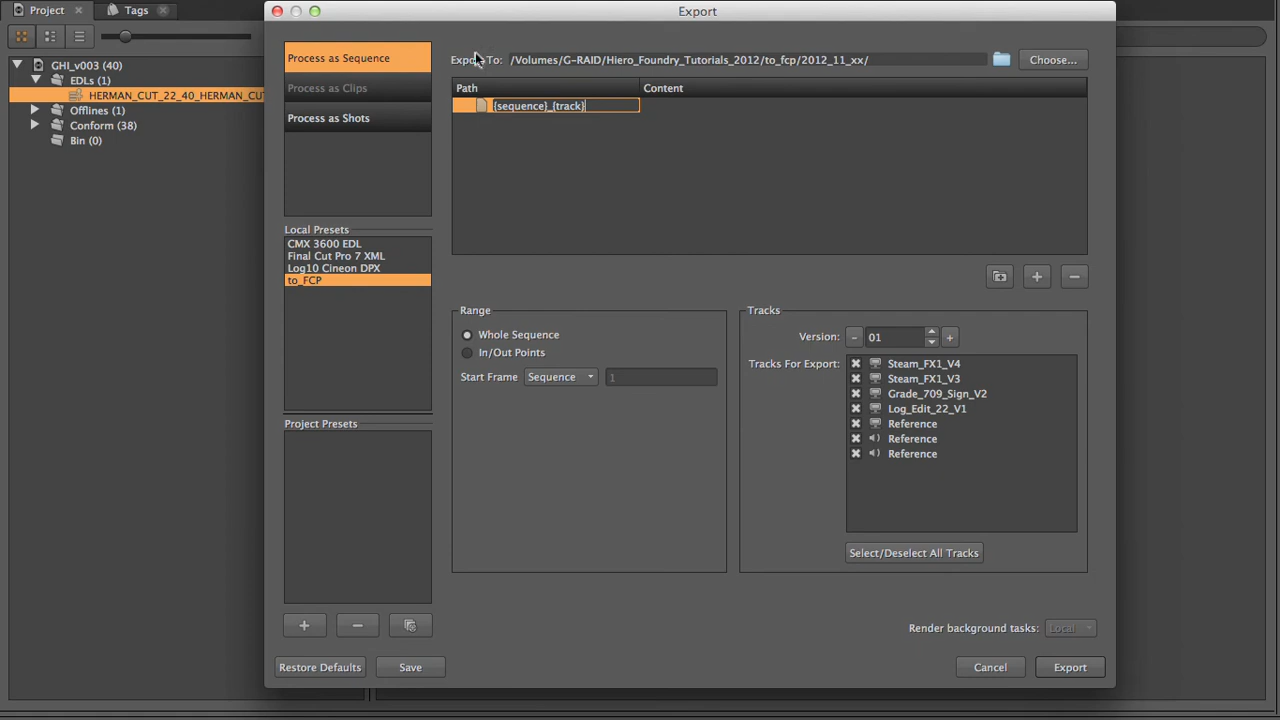 Project
Tags
Export
GHI_v003 (40)
EDLs (1)
HERMAN_CUT_22_40_HERMAN_CU
Offlines (1)
Conform (38)
Bin (0)
Process as Sequence
Process as Clips
Process as Shots
Export To: /Volumes/G-RAID/Hiero_Foundry_Tutorials_2012/to_fcp/2012_11_xx/
Choose...
Path
Content
{sequence}_{track}
Local Presets
CMX 3600 EDL
Final Cut Pro 7 XML
Log10 Cineon DPX
to_FCP
Project Presets
Range
Whole Sequence
In/Out Points
Start Frame Sequence 1
Tracks
Version: - 01 +
Tracks For Export:
Steam_FX1_V4
Steam_FX1_V3
Grade_709_Sign_V2
Log_Edit_22_V1
Reference
Reference
Reference
Select/Deselect All Tracks
Render background tasks: Local
Restore Defaults
Save
Cancel
Export